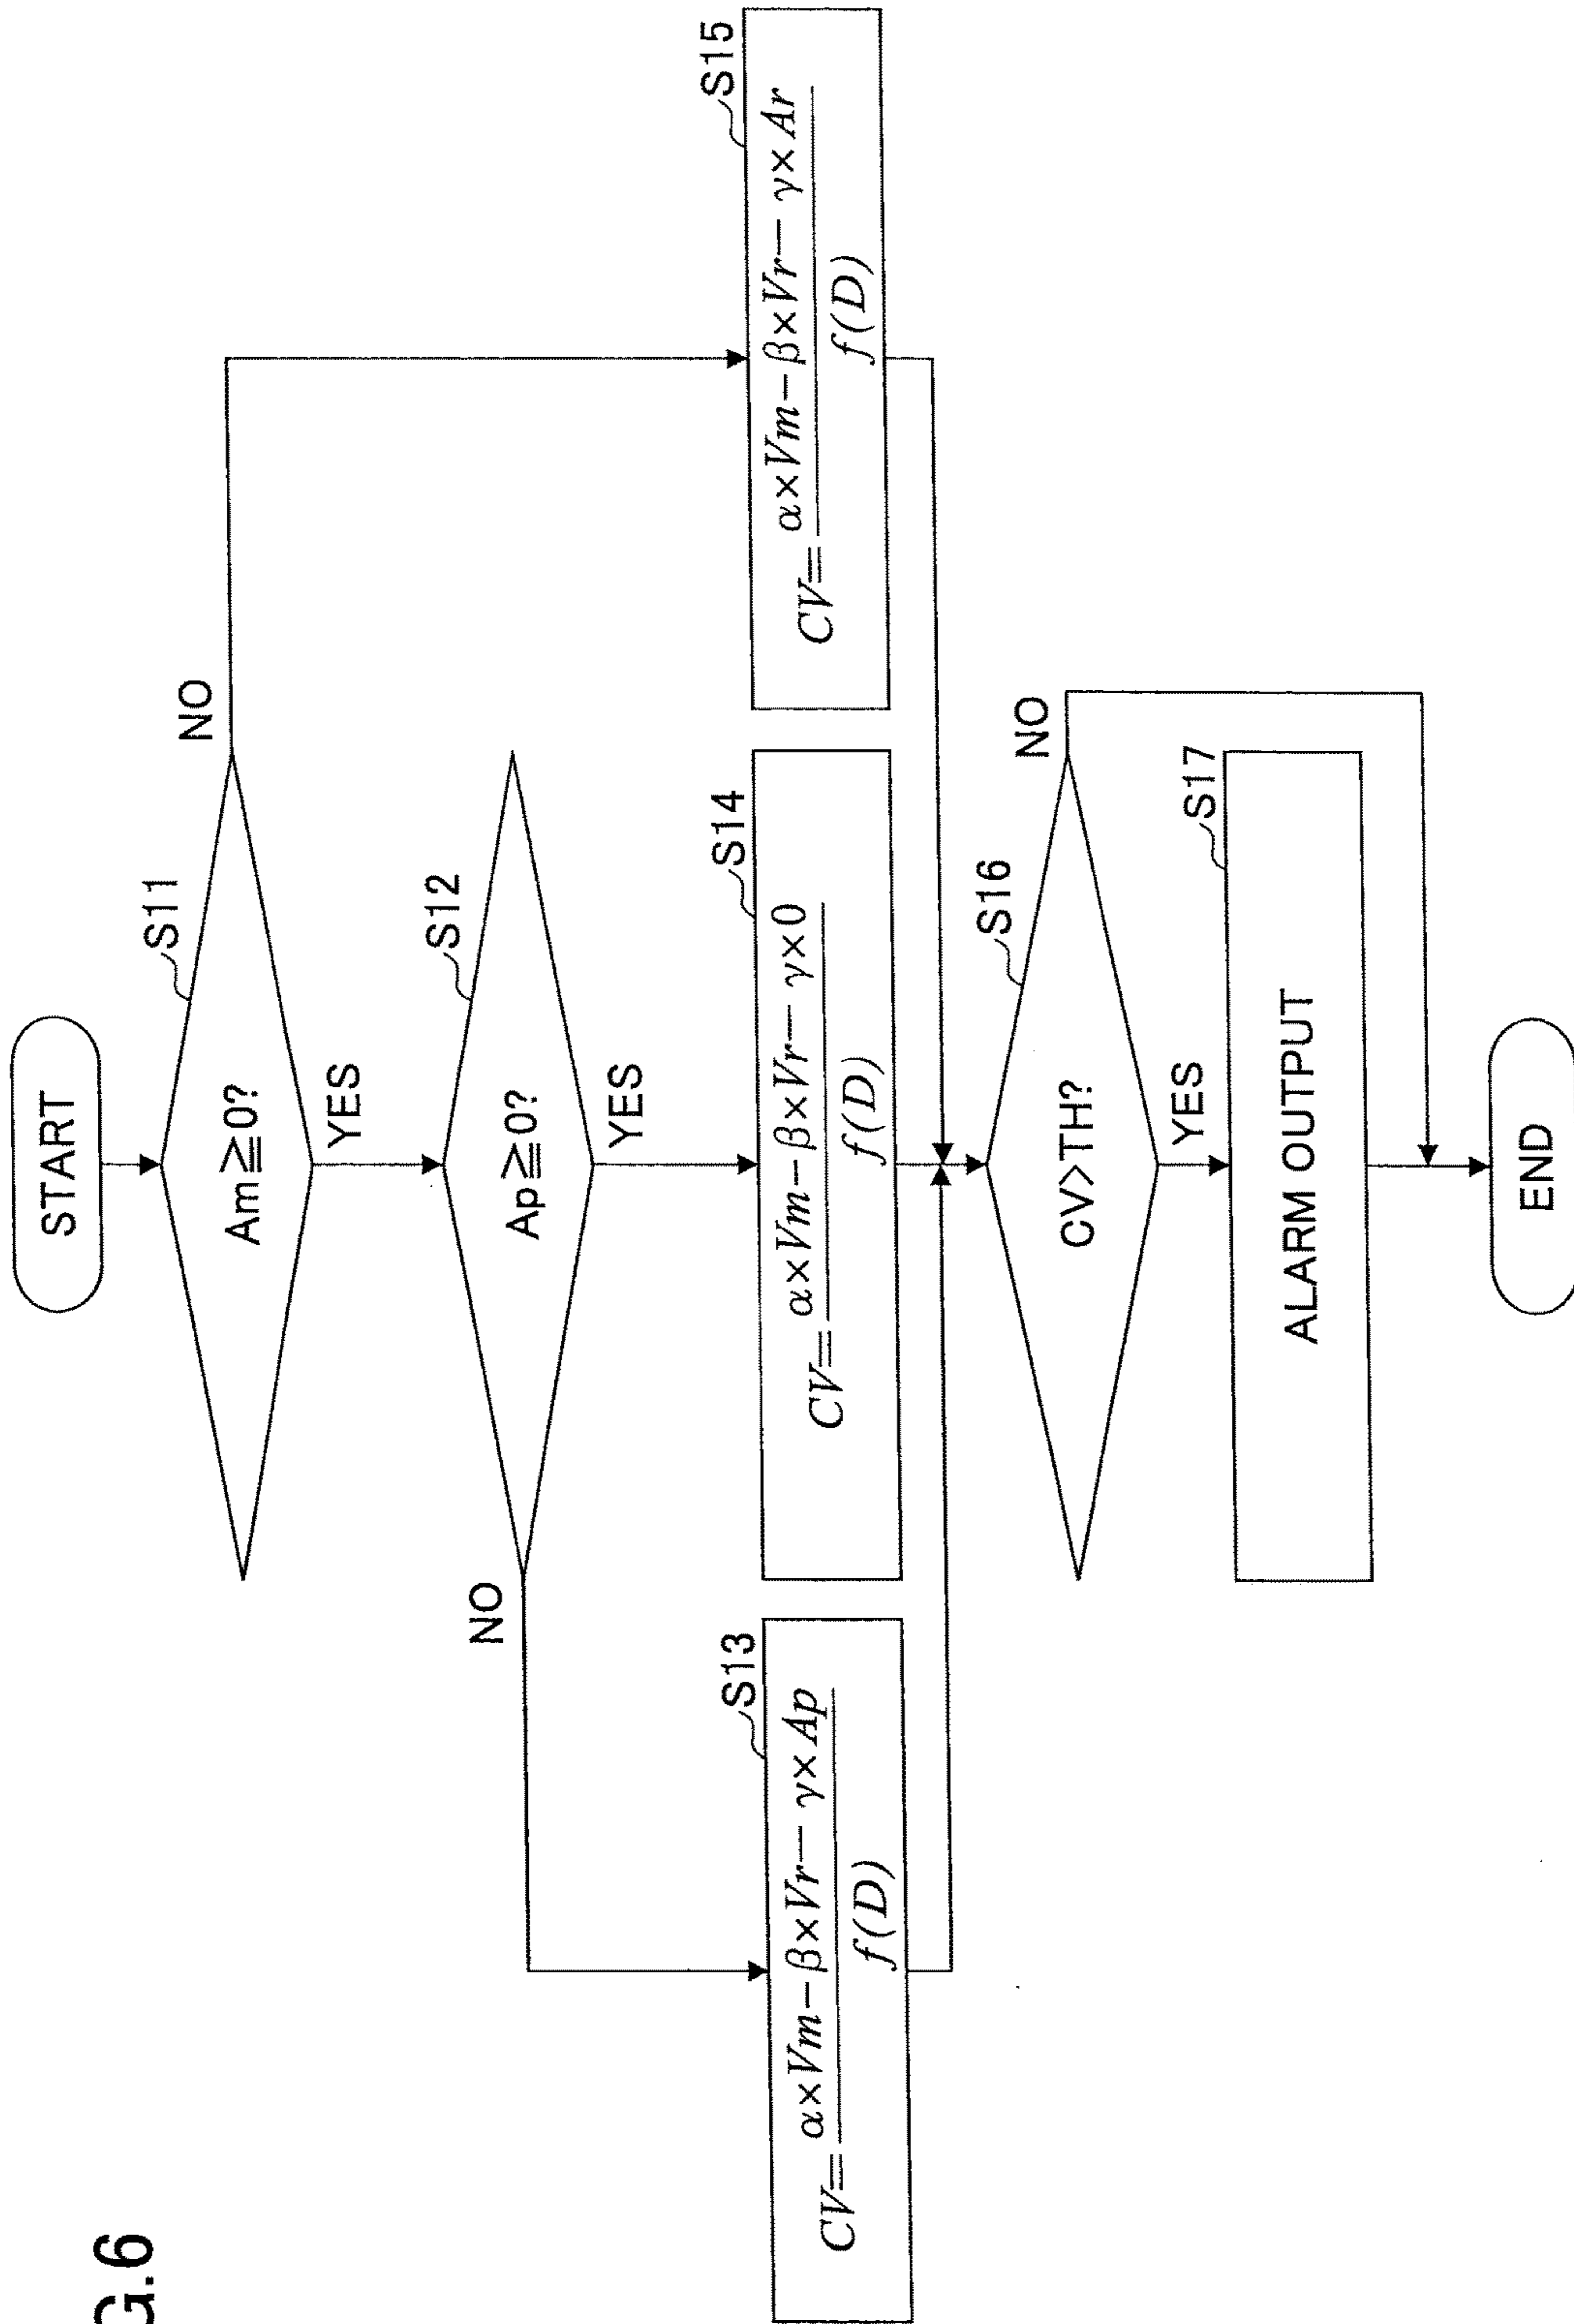 G.6
START
S11
Am≧0?
NO
YES
S12
Ap≧0?
NO
YES
S13
CV= α×Vm-β×Vr- γ×Ap
f(D)
S14
CV= α×Vm-β×Vr- γ×0
f(D)
S15
CV= α×Vm-β×Vr- γ×Ar
f(D)
S16
CV>TH?
NO
YES
S17
ALARM OUTPUT
END